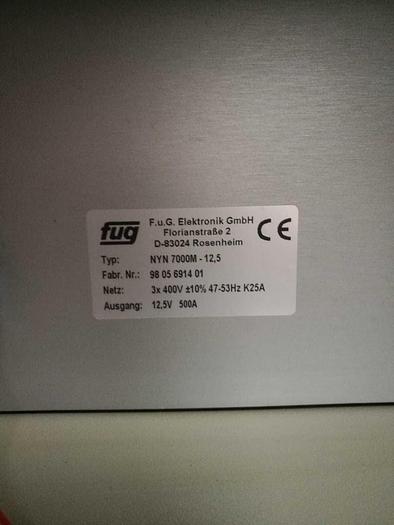 fug
F.u.G. Elektronik GmbH
Florianstraße 2
D-83024 Rosenheim
CE
Typ: NYN 7000M - 12,5
Fabr. Nr.: 98 05 6914 01
Netz: 3x 400V ±10% 47-53Hz K25A
Ausgang: 12,5V 500A